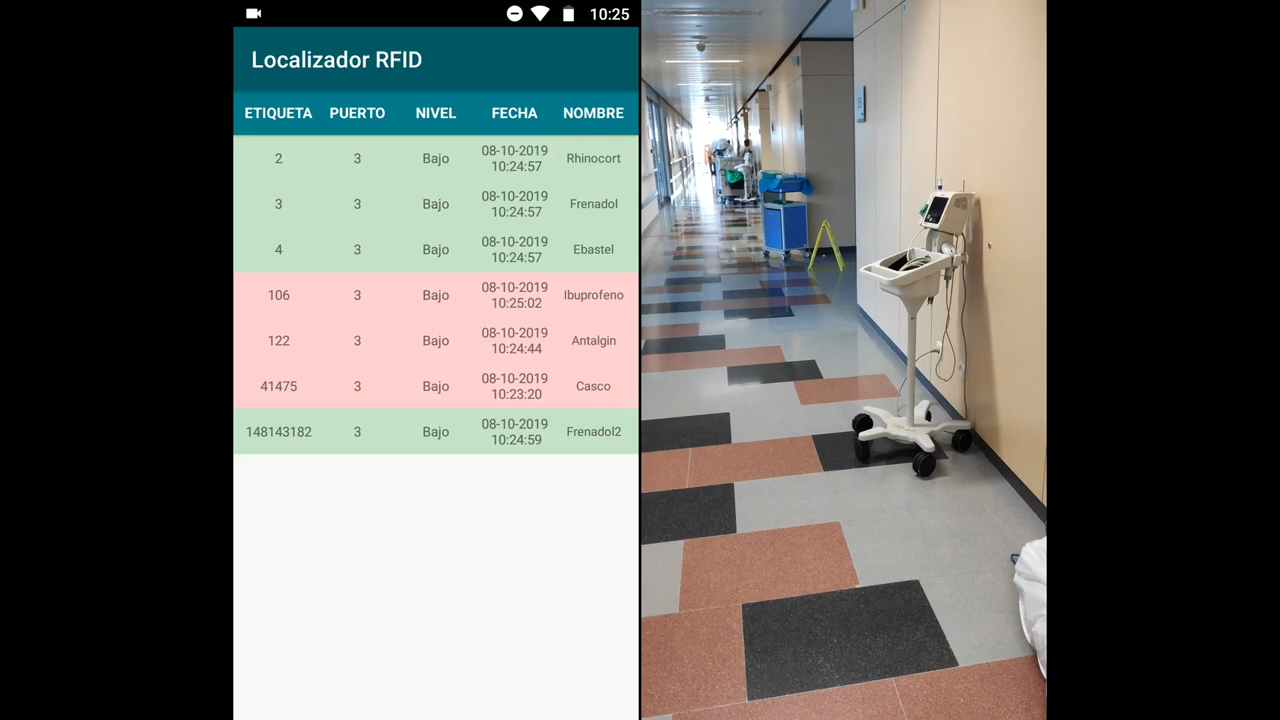 10:25
Localizador RFID
ETIQUETA PUERTO NIVEL FECHA NOMBRE
2 3 Bajo 08-10-2019 10:24:57 Rhinocort
3 3 Bajo 08-10-2019 10:24:57 Frenadol
4 3 Bajo 08-10-2019 10:24:57 Ebastel
106 3 Bajo 08-10-2019 10:25:02 Ibuprofeno
122 3 Bajo 08-10-2019 10:24:44 Antalgin
41475 3 Bajo 08-10-2019 10:23:20 Casco
148143182 3 Bajo 08-10-2019 10:24:59 Frenadol2